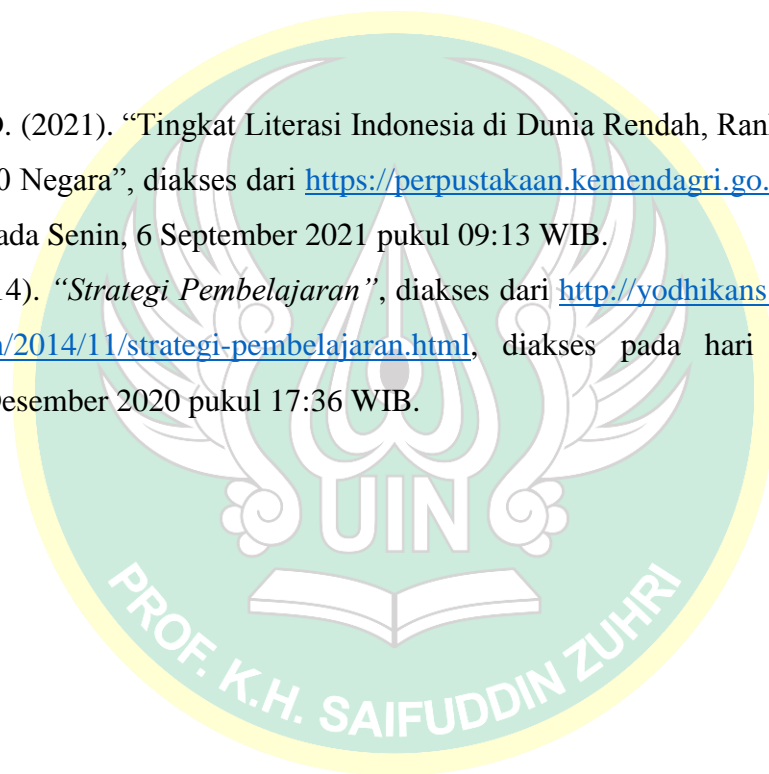 . (2021). “Tingkat Literasi Indonesia di Dunia Rendah, Ran
0 Negara”, diakses dari https://perpustakaan.kemendagri.go.
ada Senin, 6 September 2021 pukul 09:13 WIB.
14). “Strategi Pembelajaran”, diakses dari http://yodhikans
/2014/11/strategi-pembelajaran.html, diakses pada hari
Desember 2020 pukul 17:36 WIB.
UIN
PROF. K.H. SAIFUDDIN ZUHRI